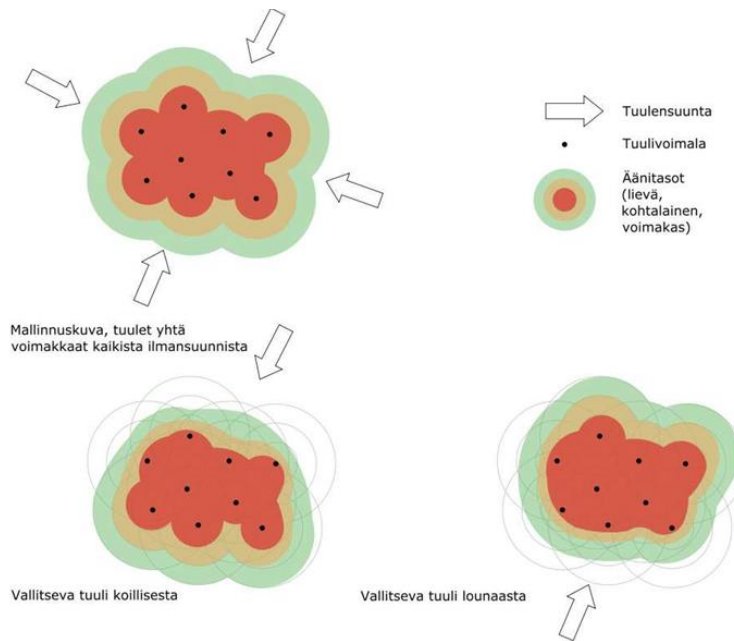 Tuulensuunta
Tuulivoimala
Äänitasot
(lievä,
kohtalainen,
voimakas)
Mallinnuskuva, tuulet yhtä
voimakkaat kaikista ilmansuunnista
Vallitseva tuuli koillisesta
Vallitseva tuuli lounaasta